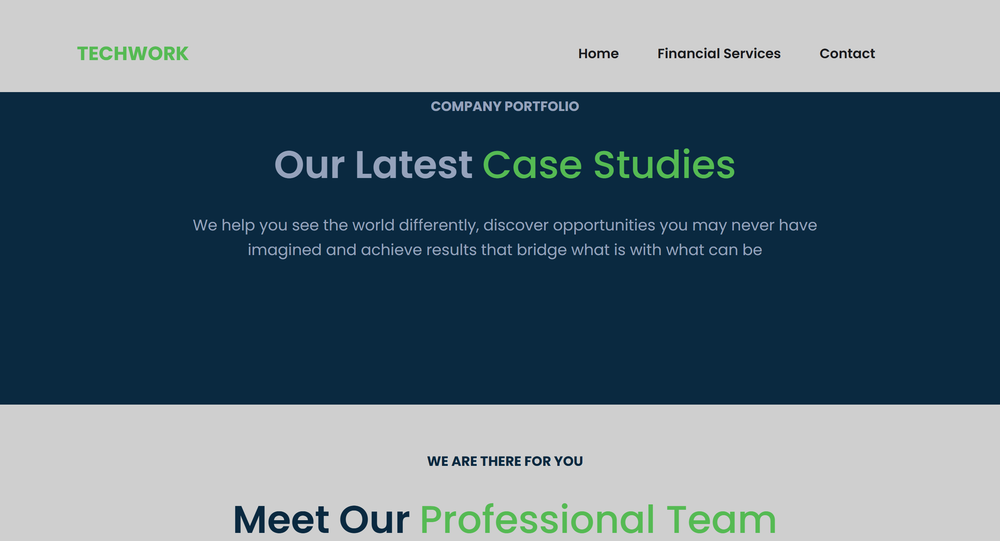 TECHWORK
Home Financial Services Contact
COMPANY PORTFOLIO
Our Latest Case Studies
We help you see the world differently, discover opportunities you may never have
imagined and achieve results that bridge what is with what can be
WE ARE THERE FOR YOU
Meet Our Professional Team